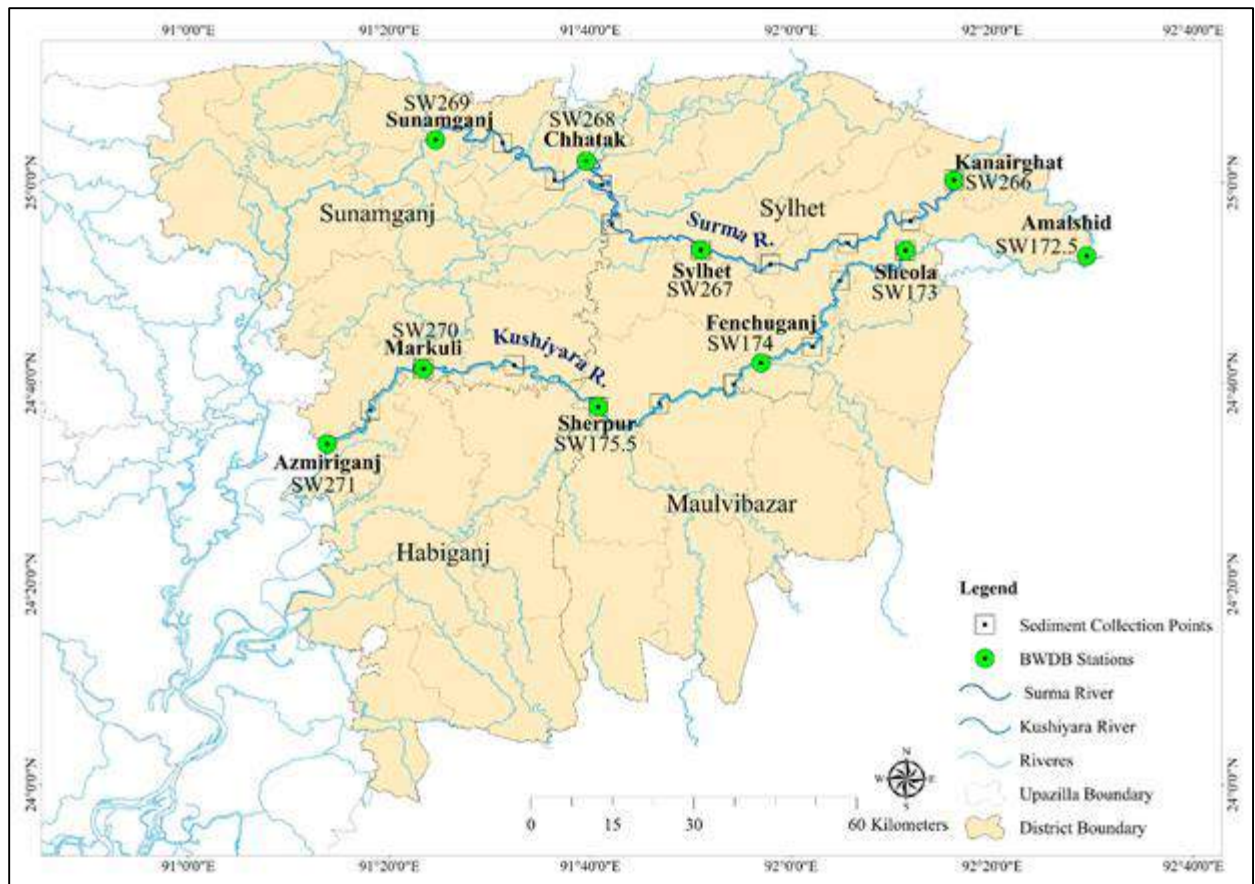 91°0'0"E 91°20'0"E 91°40'0"E 92°0'0"E 92°20'0"E 92°40'0"E
SW269
Sunamganj
SW268
Chhatak
Kanairghat
SW266
25°0'0"N
25°0'0"N
Sunamganj
Sylhet
Amalshid
SW172.5
Surma R.
Sylhet
SW267
Sheola
SW173
Fenchuganj
SW174
SW270
Markuli
Kushiyara R.
24°40'0"N
24°40'0"N
Sherpur
SW175.5
Azmiriganj
SW271
Maulvibazar
Habiganj
24°20'0"N
24°20'0"N
Legend
Sediment Collection Points
BWDB Stations
Surma River
Kushiyara River
Riveres
Upazilla Boundary
District Boundary
N
W E
S
24°0'0"N
24°0'0"N
0 15 30 60 Kilometers
91°0'0"E 91°20'0"E 91°40'0"E 92°0'0"E 92°20'0"E 92°40'0"E